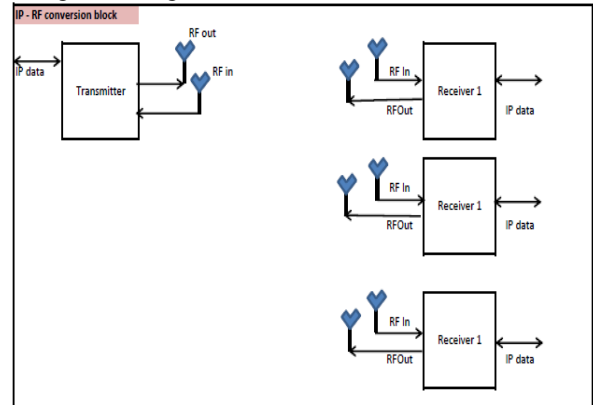 IP - RF conversion block
RF out
IP data
RF in
Transmitter
RF In
Receiver 1
RFOut
IP data
RF In
Receiver 1
RFOut
IP data
RF In
Receiver 1
RFOut
IP data